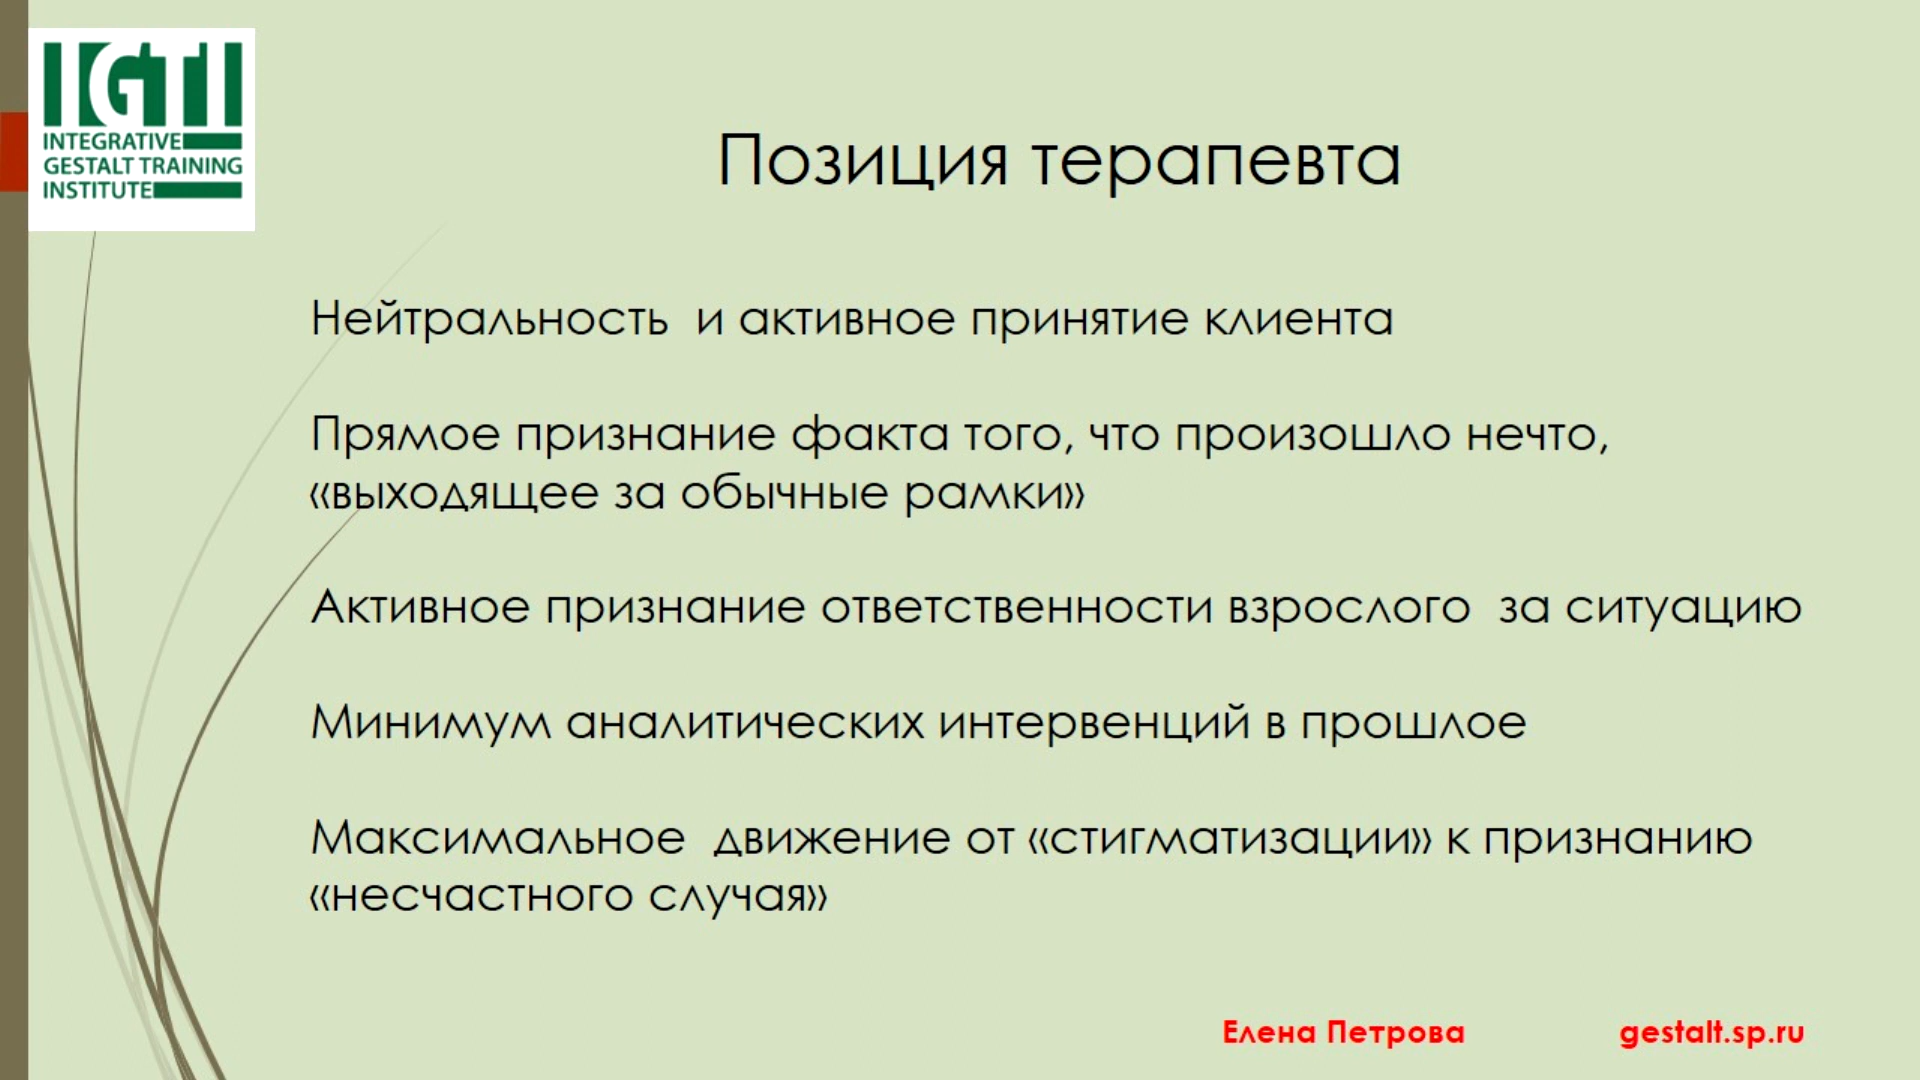 IGTI
INTEGRATIVE
GESTALT TRAINING
INSTITUTE
Позиция терапевта
Нейтральность и активное принятие клиента
Прямое признание факта того, что произошло нечто,
«выходящее за обычные рамки»
Активное признание ответственности взрослого за ситуацию
Минимум аналитических интервенций в прошлое
Максимальное движение от «стигматизации» к признанию
«несчастного случая»
Елена Петрова gestalt.sp.ru